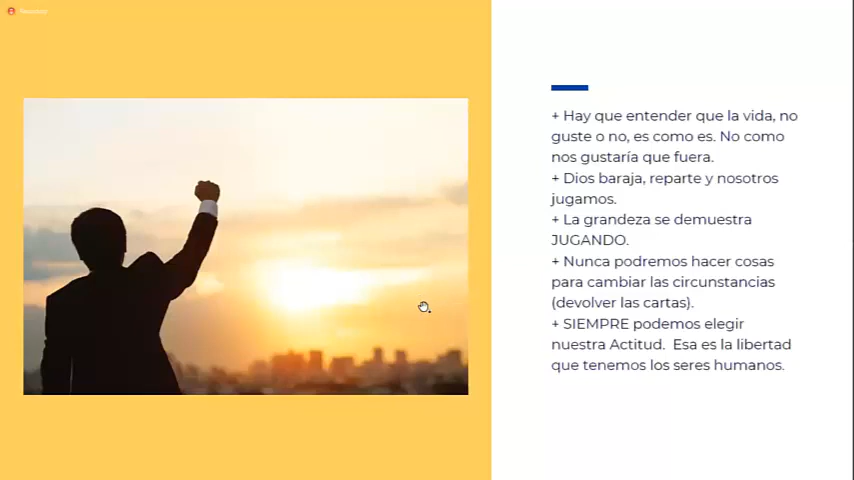 + Hay que entender que la vida, no
guste o no, es como es. No como
nos gustaría que fuera.
+ Dios baraja, reparte y nosotros
jugamos.
+ La grandeza se demuestra
JUGANDO.
+ Nunca podremos hacer cosas
para cambiar las circunstancias
(devolver las cartas).
+ SIEMPRE podemos elegir
nuestra Actitud.  Esa es la libertad
que tenemos los seres humanos.